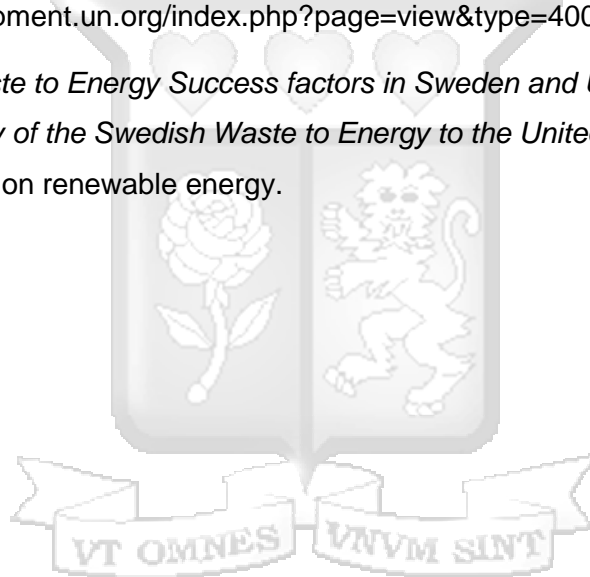 oment.un.org/index.php?page=view&type=400
ste to Energy Success factors in Sweden and U
y of the Swedish Waste to Energy to the United
on renewable energy.
VT OMNES VNVM SINT